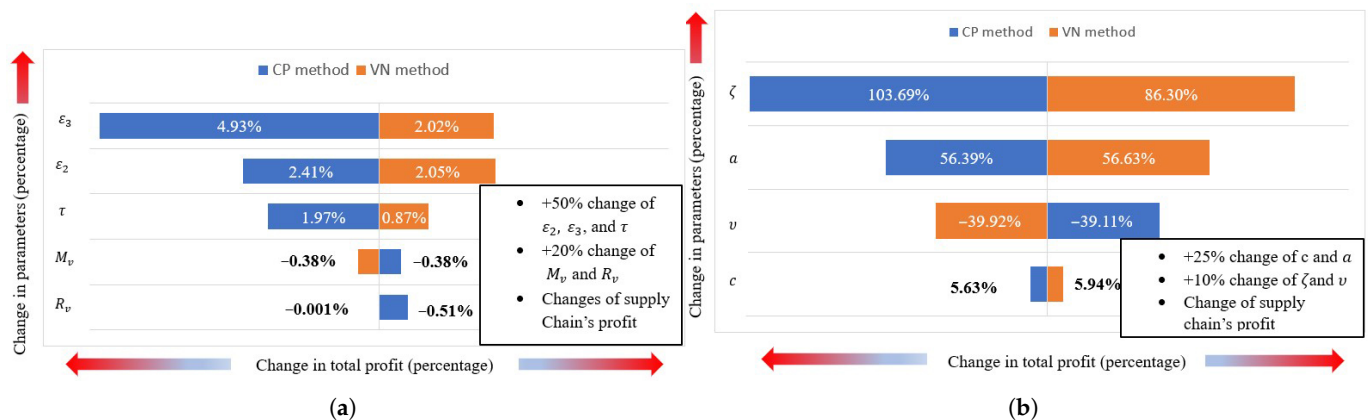 CP method VN method
Change in parameters (percentage)
ε₃ 4.93% 2.02%
ε₂ 2.41% 2.05%
τ 1.97% 0.87%
Mᵥ −0.38% −0.38%
Rᵥ −0.001% −0.51%
• +50% change of
ε₂, ε₃, and τ
• +20% change of
Mᵥ and Rᵥ
• Changes of supply
Chain's profit
Change in total profit (percentage)
(a)
CP method VN method
Change in parameters (percentage)
ζ 103.69% 86.30%
a 56.39% 56.63%
υ −39.92% −39.11%
c 5.63% 5.94%
• +25% change of c and a
• +10% change of ζand υ
• Change of supply
chain's profit
Change in total profit (percentage)
(b)